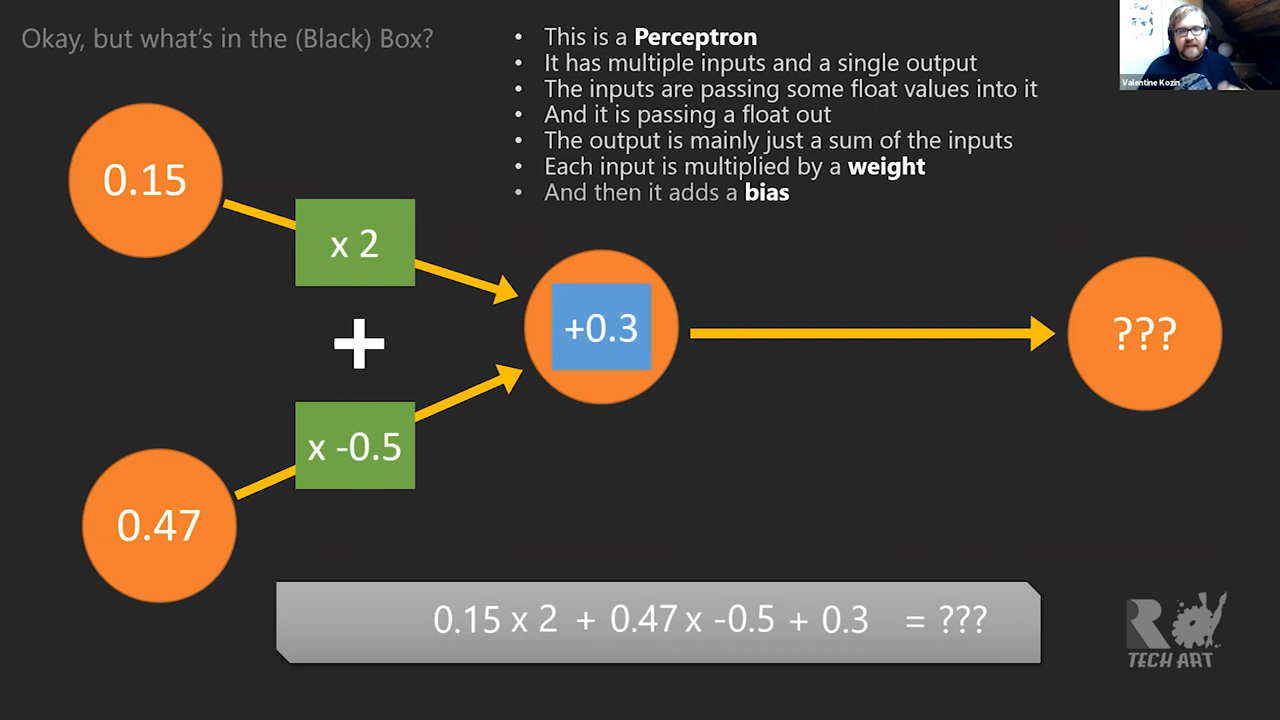 Okay, but what's in the (Black) Box?
• This is a Perceptron
• It has multiple inputs and a single output
• The inputs are passing some float values into it
• And it is passing a float out
• The output is mainly just a sum of the inputs
• Each input is multiplied by a weight
• And then it adds a bias
Valentine Kozin
0.15
x 2
+
+0.3
???
x -0.5
0.47
0.15 x 2 + 0.47 x -0.5 + 0.3 = ???
R
TECH ART